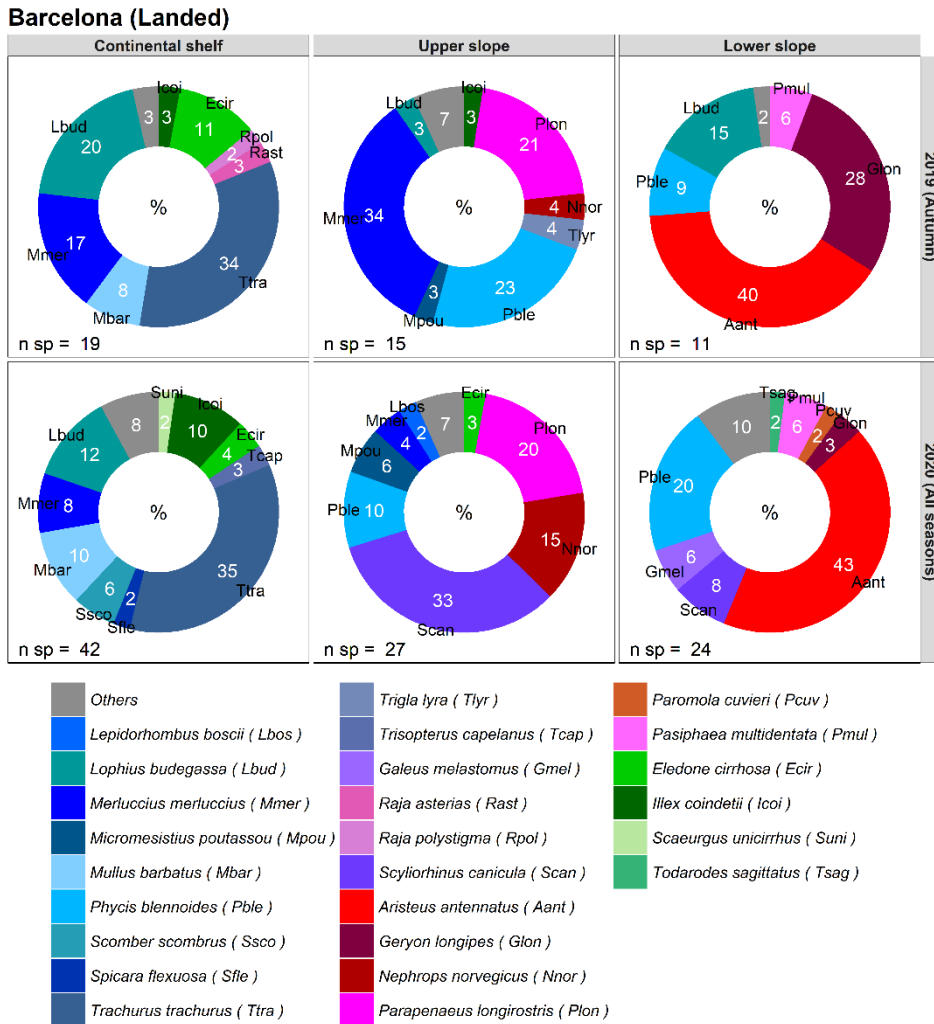 Barcelona (Landed)
Continental shelf
Upper slope
Lower slope
2019 (Autumn)
Icoi
3
Ecir
11
Rpol
2
Rast
3
34
Ttra
Mbar
8
Mmer
17
Lbud
20
3
%
n sp = 19
Icoi
3
Plon
21
Nnor
4
Tlyr
4
23
Pble
Mpou
3
Mmer
34
Lbud
3
7
%
n sp = 15
Pmul
6
Glon
28
40
Aant
Pble
9
Lbud
15
2
%
n sp = 11
2020 (All seasons)
Suni
2
Icoi
10
Ecir
4
Tcap
3
35
Ttra
Sfle
2
Ssco
6
Mbar
10
Mmer
8
Lbud
12
8
%
n sp = 42
Ecir
3
Plon
20
Nnor
15
33
Scan
Pble
10
Mpou
6
Mmer
4
Lbos
2
7
%
n sp = 27
Tsag
2
Pmul
6
Pcuv
2
Glon
3
43
Aant
Scan
8
Gmel
6
Pble
20
10
%
n sp = 24
Others
Lepidorhombus boscii ( Lbos )
Lophius budegassa ( Lbud )
Merluccius merluccius ( Mmer )
Micromesistius poutassou ( Mpou )
Mullus barbatus ( Mbar )
Phycis blennoides ( Pble )
Scomber scombrus ( Ssco )
Spicara flexuosa ( Sfle )
Trachurus trachurus ( Ttra )
Trigla lyra ( Tlyr )
Trisopterus capelanus ( Tcap )
Galeus melastomus ( Gmel )
Raja asterias ( Rast )
Raja polystigma ( Rpol )
Scyliorhinus canicula ( Scan )
Aristeus antennatus ( Aant )
Geryon longipes ( Glon )
Nephrops norvegicus ( Nnor )
Parapenaeus longirostris ( Plon )
Paromola cuvieri ( Pcuv )
Pasiphaea multidentata ( Pmul )
Eledone cirrhosa ( Ecir )
Illex coindetii ( Icoi )
Scaeurgus unicirrhus ( Suni )
Todarodes sagittatus ( Tsag )